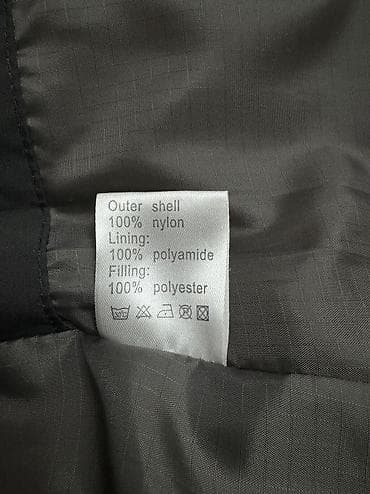 Outer shell
100% nylon
Lining:
100% polyamide
Filling:
100% polyester